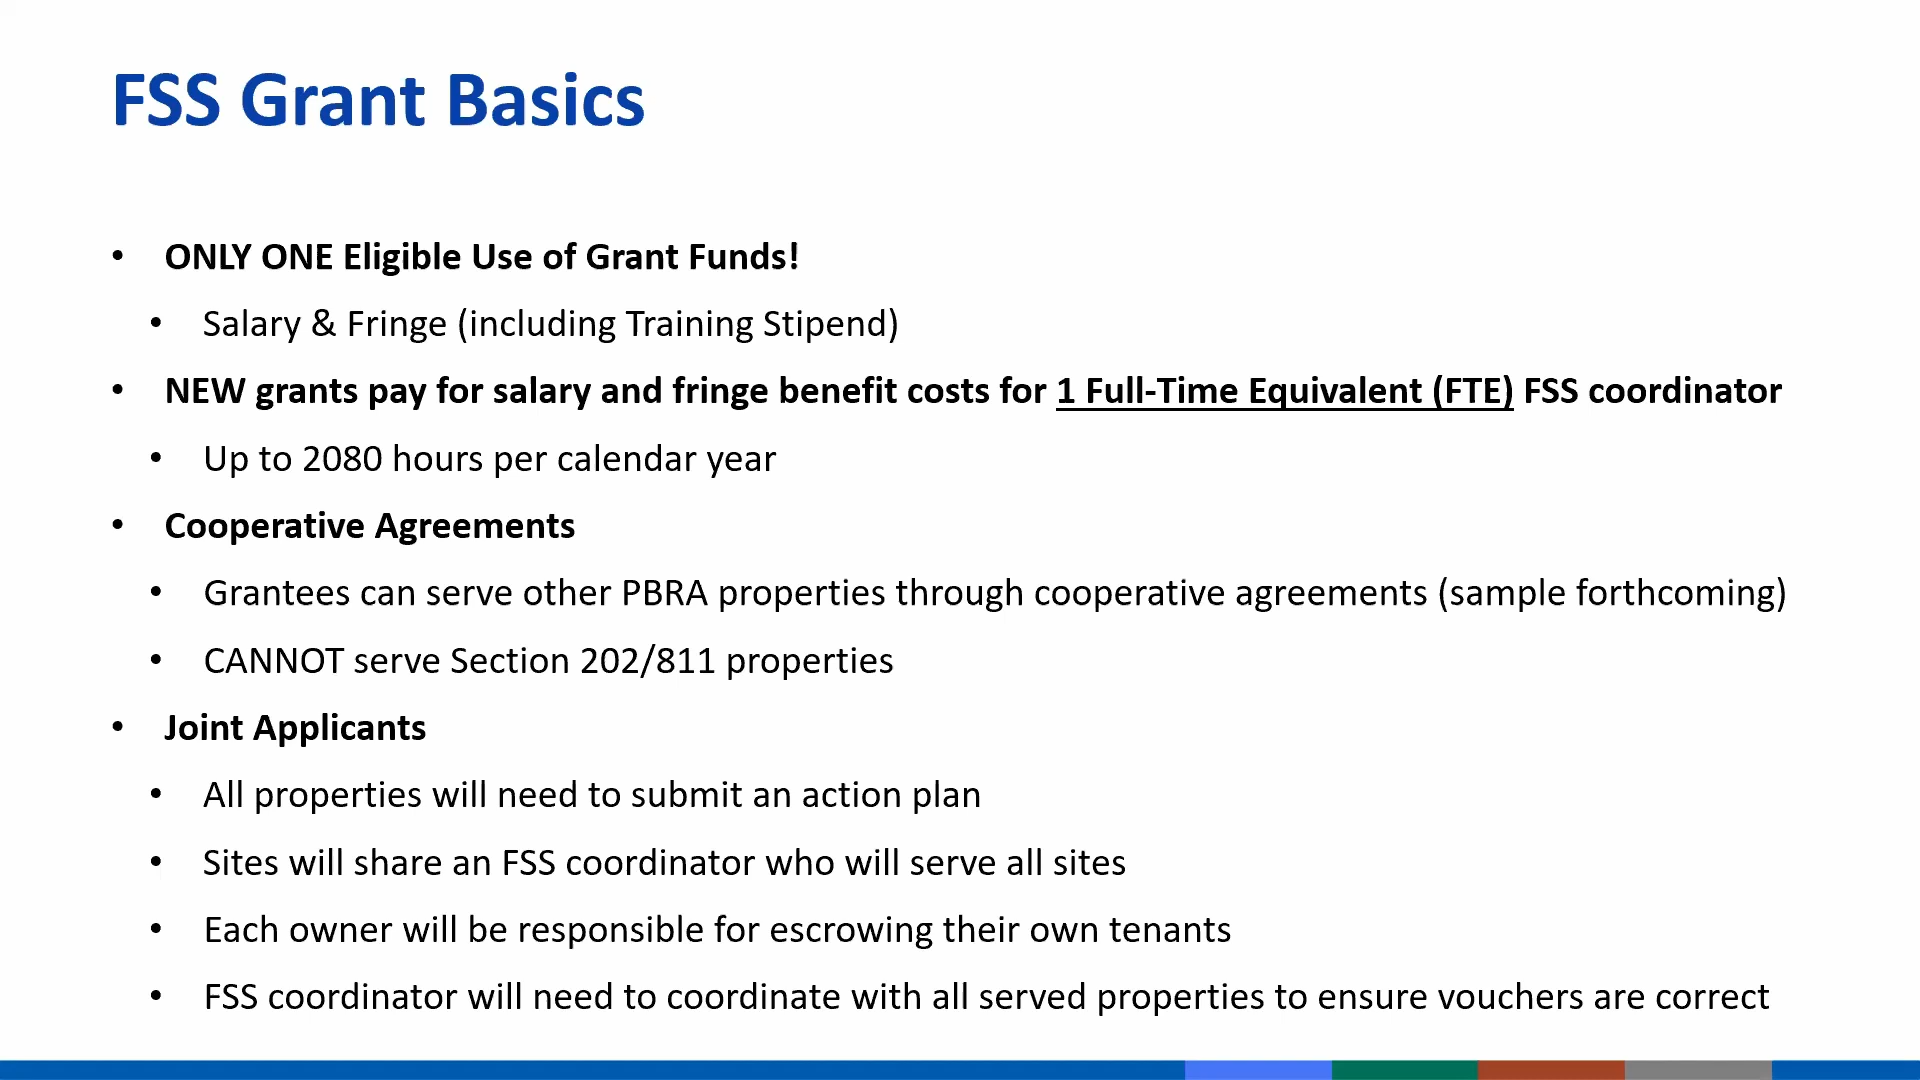 FSS Grant Basics
• ONLY ONE Eligible Use of Grant Funds!
• Salary & Fringe (including Training Stipend)
• NEW grants pay for salary and fringe benefit costs for 1 Full-Time Equivalent (FTE) FSS coordinator
• Up to 2080 hours per calendar year
• Cooperative Agreements
• Grantees can serve other PBRA properties through cooperative agreements (sample forthcoming)
• CANNOT serve Section 202/811 properties
• Joint Applicants
• All properties will need to submit an action plan
• Sites will share an FSS coordinator who will serve all sites
• Each owner will be responsible for escrowing their own tenants
• FSS coordinator will need to coordinate with all served properties to ensure vouchers are correct